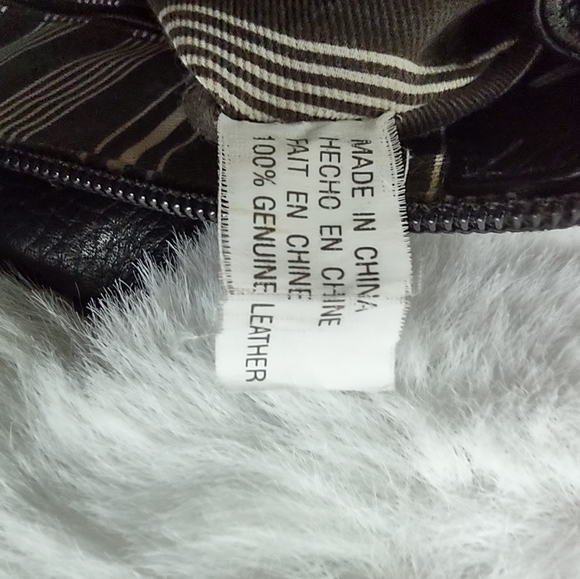 MADE IN CHINA
HECHO EN CHINE
FAIT EN CHINE
100% GENUINE LEATHER